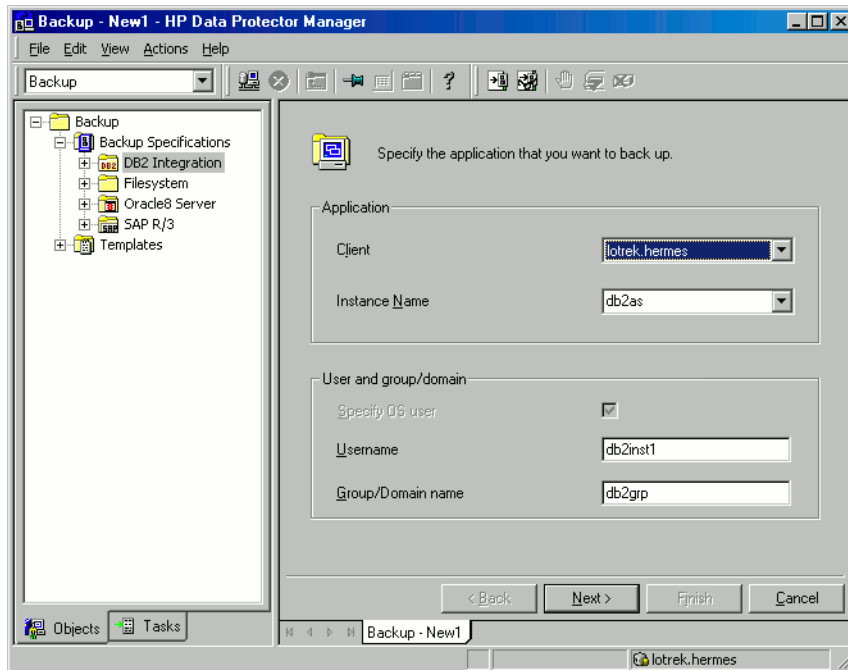 Backup - New1 - HP Data Protector Manager
File Edit View Actions Help
Backup
Backup
Backup Specifications
DB2 DB2 Integration
Filesystem
Oracle8 Server
SAP SAP R/3
Templates
Specify the application that you want to back up.
Application
Client lotrek.hermes
Instance Name db2as
User and group/domain
Specify OS user
Username db2inst1
Group/Domain name db2grp
< Back Next > Finish Cancel
Objects Tasks
Backup - New1
lotrek.hermes